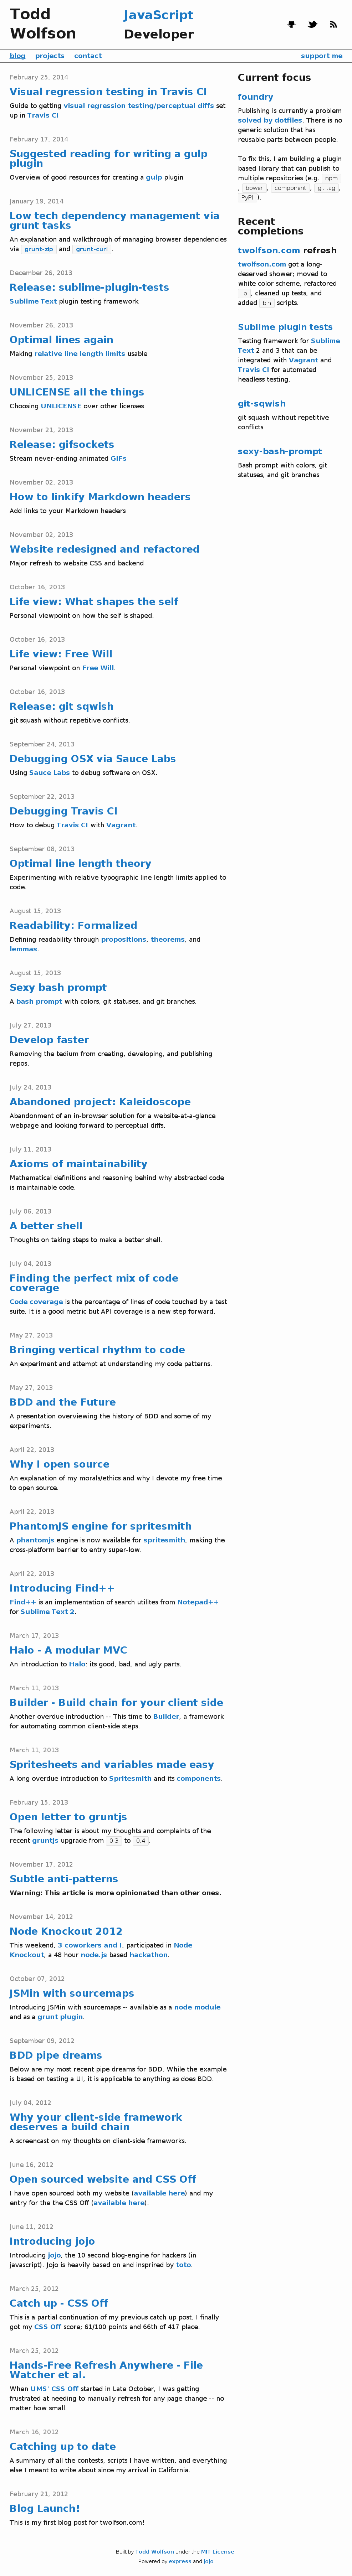 Todd
Wolfson
JavaScript
Developer
blog projects contact support me
February 25, 2014
Visual regression testing in Travis CI
Guide to getting visual regression testing/perceptual diffs set
up in Travis CI
February 17, 2014
Suggested reading for writing a gulp
plugin
Overview of good resources for creating a gulp plugin
January 19, 2014
Low tech dependency management via
grunt tasks
An explanation and walkthrough of managing browser dependencies
via grunt-zip and grunt-curl .
December 26, 2013
Release: sublime-plugin-tests
Sublime Text plugin testing framework
November 26, 2013
Optimal lines again
Making relative line length limits usable
November 25, 2013
UNLICENSE all the things
Choosing UNLICENSE over other licenses
November 21, 2013
Release: gifsockets
Stream never-ending animated GIFs
November 02, 2013
How to linkify Markdown headers
Add links to your Markdown headers
November 02, 2013
Website redesigned and refactored
Major refresh to website CSS and backend
October 16, 2013
Life view: What shapes the self
Personal viewpoint on how the self is shaped.
October 16, 2013
Life view: Free Will
Personal viewpoint on Free Will.
October 16, 2013
Release: git sqwish
git squash without repetitive conflicts.
September 24, 2013
Debugging OSX via Sauce Labs
Using Sauce Labs to debug software on OSX.
September 22, 2013
Debugging Travis CI
How to debug Travis CI with Vagrant.
September 08, 2013
Optimal line length theory
Experimenting with relative typographic line length limits applied to
code.
August 15, 2013
Readability: Formalized
Defining readability through propositions, theorems, and
lemmas.
August 15, 2013
Sexy bash prompt
A bash prompt with colors, git statuses, and git branches.
July 27, 2013
Develop faster
Removing the tedium from creating, developing, and publishing
repos.
July 24, 2013
Abandoned project: Kaleidoscope
Abandonment of an in-browser solution for a website-at-a-glance
webpage and looking forward to perceptual diffs.
July 11, 2013
Axioms of maintainability
Mathematical definitions and reasoning behind why abstracted code
is maintainable code.
July 06, 2013
A better shell
Thoughts on taking steps to make a better shell.
July 04, 2013
Finding the perfect mix of code
coverage
Code coverage is the percentage of lines of code touched by a test
suite. It is a good metric but API coverage is a new step forward.
May 27, 2013
Bringing vertical rhythm to code
An experiment and attempt at understanding my code patterns.
May 27, 2013
BDD and the Future
A presentation overviewing the history of BDD and some of my
experiments.
April 22, 2013
Why I open source
An explanation of my morals/ethics and why I devote my free time
to open source.
April 22, 2013
PhantomJS engine for spritesmith
A phantomjs engine is now available for spritesmith, making the
cross-platform barrier to entry super-low.
April 22, 2013
Introducing Find++
Find++ is an implementation of search utilites from Notepad++
for Sublime Text 2.
March 17, 2013
Halo - A modular MVC
An introduction to Halo: its good, bad, and ugly parts.
March 11, 2013
Builder - Build chain for your client side
Another overdue introduction -- This time to Builder, a framework
for automating common client-side steps.
March 11, 2013
Spritesheets and variables made easy
A long overdue introduction to Spritesmith and its components.
February 15, 2013
Open letter to gruntjs
The following letter is about my thoughts and complaints of the
recent gruntjs upgrade from 0.3 to 0.4 .
November 17, 2012
Subtle anti-patterns
Warning: This article is more opinionated than other ones.
November 14, 2012
Node Knockout 2012
This weekend, 3 coworkers and I, participated in Node
Knockout, a 48 hour node.js based hackathon.
October 07, 2012
JSMin with sourcemaps
Introducing JSMin with sourcemaps -- available as a node module
and as a grunt plugin.
September 09, 2012
BDD pipe dreams
Below are my most recent pipe dreams for BDD. While the example
is based on testing a UI, it is applicable to anything as does BDD.
July 04, 2012
Why your client-side framework
deserves a build chain
A screencast on my thoughts on client-side frameworks.
June 16, 2012
Open sourced website and CSS Off
I have open sourced both my website (available here) and my
entry for the the CSS Off (available here).
June 11, 2012
Introducing jojo
Introducing jojo, the 10 second blog-engine for hackers (in
javascript). Jojo is heavily based on and insprired by toto.
March 25, 2012
Catch up - CSS Off
This is a partial continuation of my previous catch up post. I finally
got my CSS Off score; 61/100 points and 66th of 417 place.
March 25, 2012
Hands-Free Refresh Anywhere - File
Watcher et al.
When UMS' CSS Off started in Late October, I was getting
frustrated at needing to manually refresh for any page change -- no
matter how small.
March 16, 2012
Catching up to date
A summary of all the contests, scripts I have written, and everything
else I meant to write about since my arrival in California.
February 21, 2012
Blog Launch!
This is my first blog post for twolfson.com!
Current focus
foundry
Publishing is currently a problem
solved by dotfiles. There is no
generic solution that has
reusable parts between people.
To fix this, I am building a plugin
based library that can publish to
multiple repositories (e.g. npm
, bower , component , git tag ,
PyPI ).
Recent
completions
twolfson.com refresh
twolfson.com got a long-
deserved shower; moved to
white color scheme, refactored
lib , cleaned up tests, and
added bin scripts.
Sublime plugin tests
Testing framework for Sublime
Text 2 and 3 that can be
integrated with Vagrant and
Travis CI for automated
headless testing.
git-sqwish
git squash without repetitive
conflicts
sexy-bash-prompt
Bash prompt with colors, git
statuses, and git branches
Built by Todd Wolfson under the MIT License
Powered by express and jojo